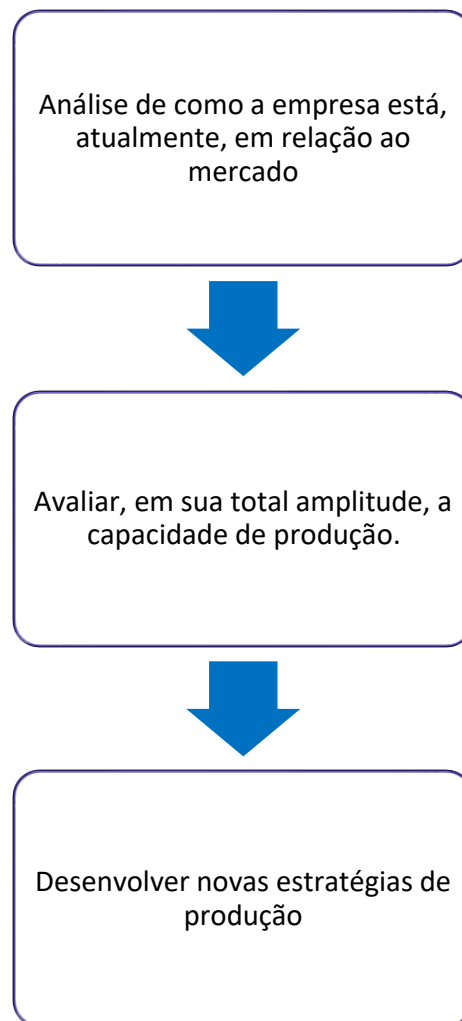 Análise de como a empresa está,
atualmente, em relação ao
mercado
Avaliar, em sua total amplitude, a
capacidade de produção.
Desenvolver novas estratégias de
produção